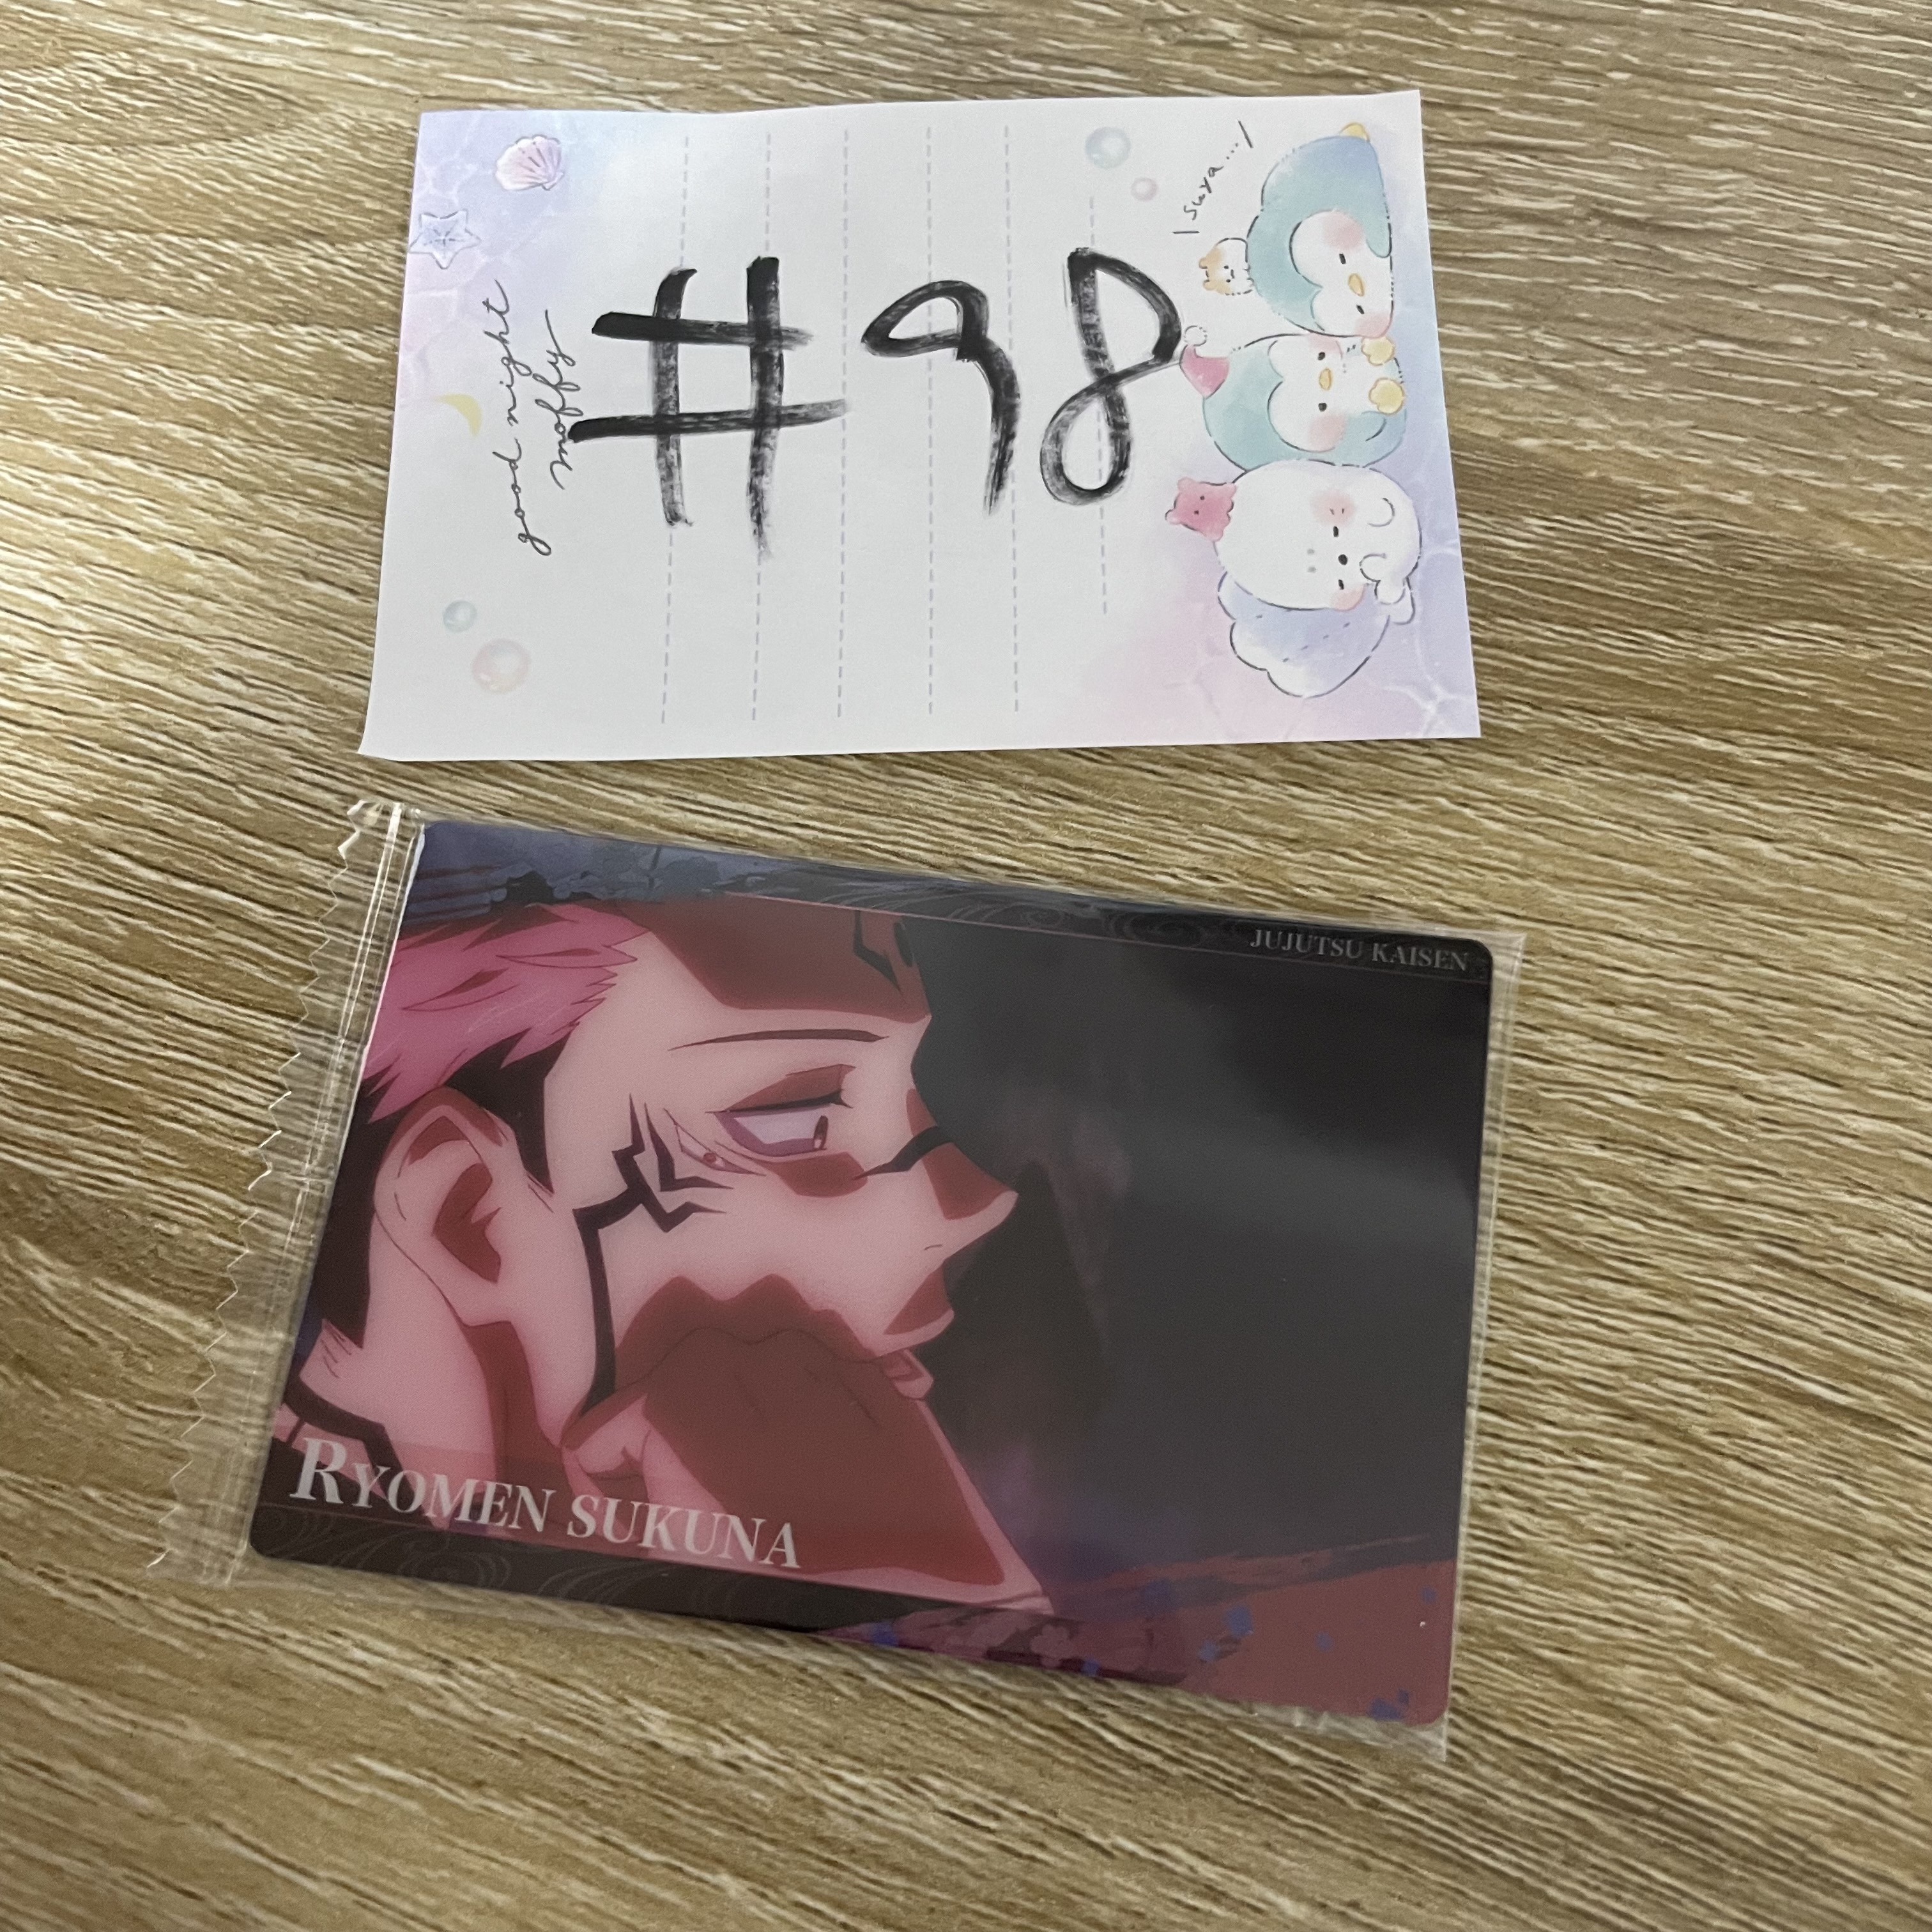 good night
moffy
#98
\ suya... /
JUJUTSU KAISEN
RYOMEN SUKUNA